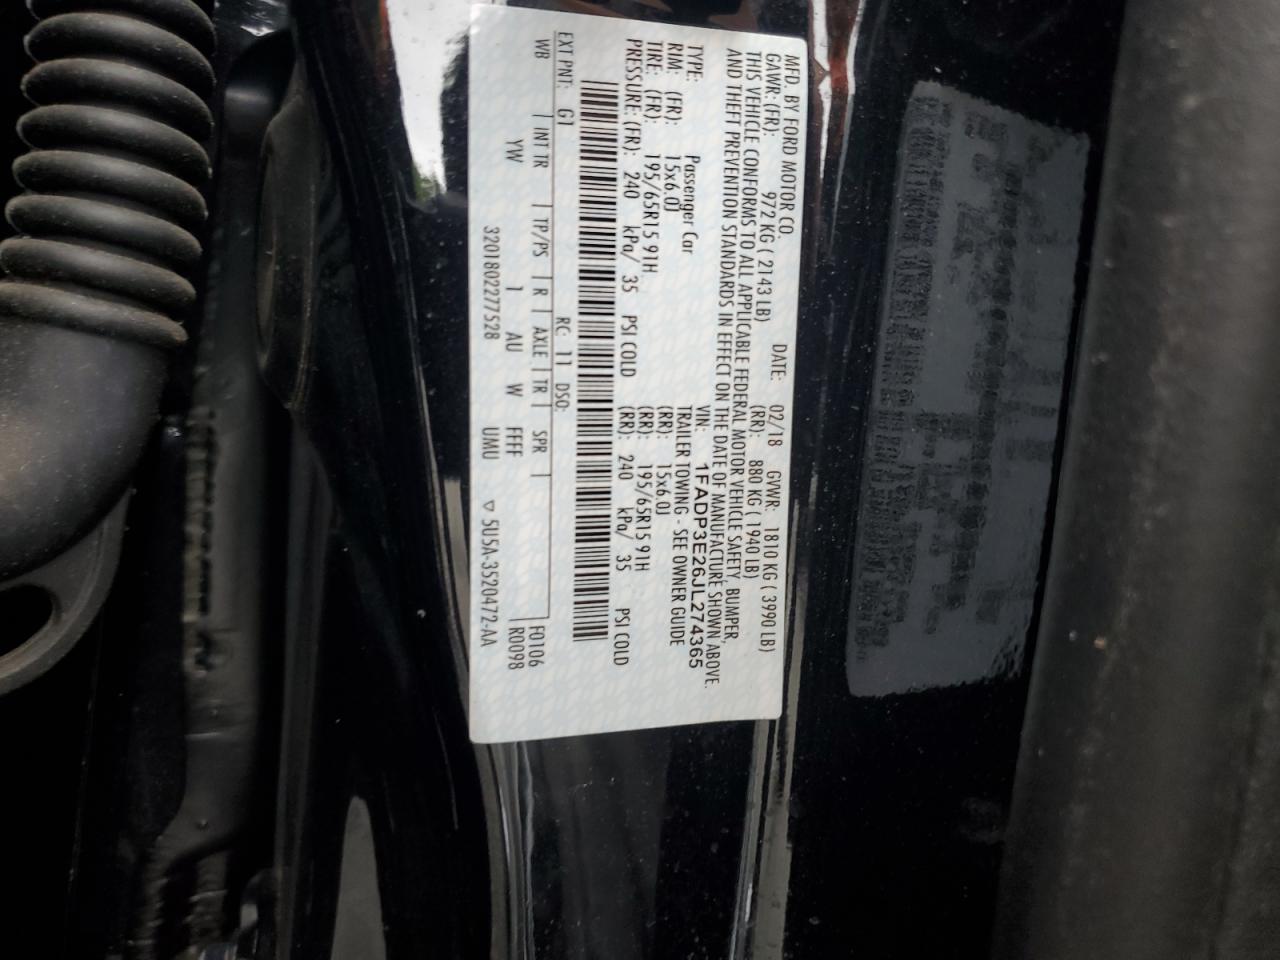 MFD. BY FORD MOTOR CO.
DATE: 02/18 GVWR: 1810 KG ( 3990 LB)
GAWR: (FR): 972 KG ( 2143 LB) (RR): 880 KG ( 1940 LB)
THIS VEHICLE CONFORMS TO ALL APPLICABLE FEDERAL MOTOR VEHICLE SAFETY, BUMPER,
AND THEFT PREVENTION STANDARDS IN EFFECT ON THE DATE OF MANUFACTURE SHOWN ABOVE.
VIN: 1FADP3E26JL274365
TYPE: Passenger Car TRAILER TOWING - SEE OWNER GUIDE
RIM: (FR): 15x6.0J (RR): 15x6.0J
TIRE: (FR): 195/65R15 91H (RR): 195/65R15 91H
PRESSURE: (FR): 240 kPa/ 35 PSI COLD (RR): 240 kPa/ 35 PSI COLD
EXT PNT: G1 RC: 11 DSO:
WB | INT TR | TP/PS | R | AXLE | TR | SPR | F0106
YW 1 AU W FFFF R0098
3201802277528 UMU ▽ 5U5A-3520472-AA